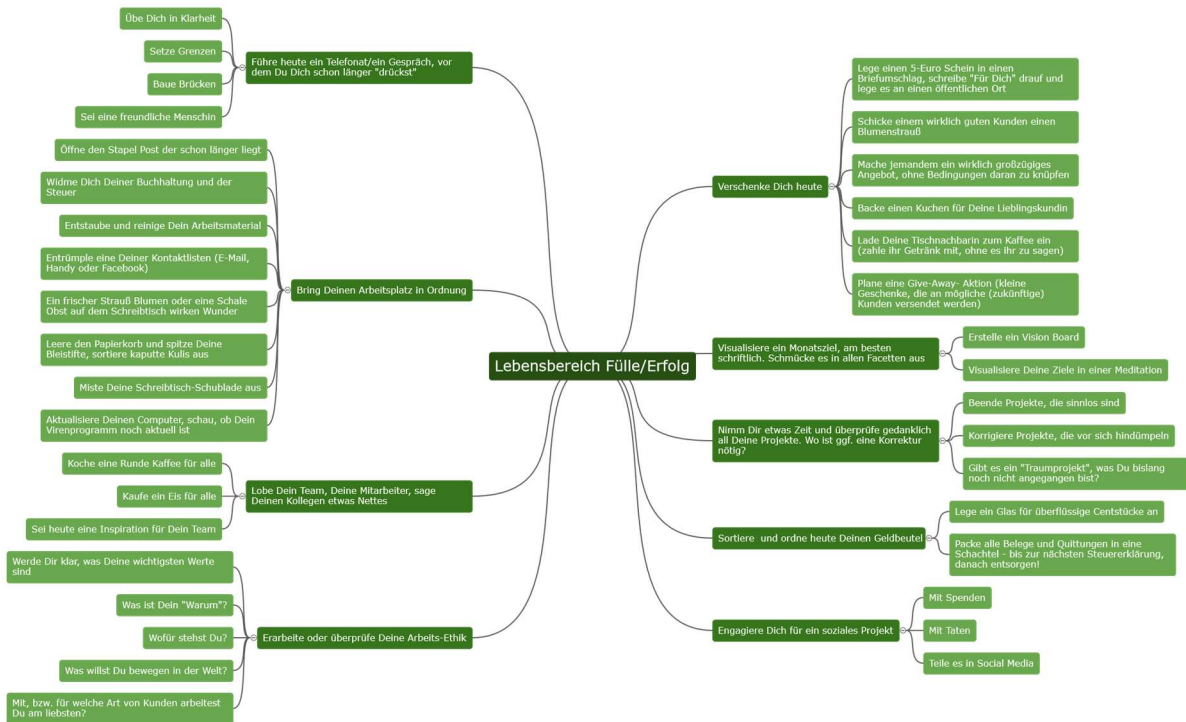 Lebensbereich Fülle/Erfolg
Führe heute ein Telefonat/ein Gespräch, vor
dem Du Dich schon länger "drückst"
Übe Dich in Klarheit
Setze Grenzen
Baue Brücken
Sei eine freundliche Menschin
Bring Deinen Arbeitsplatz in Ordnung
Öffne den Stapel Post der schon länger liegt
Widme Dich Deiner Buchhaltung und der
Steuer
Entstaube und reinige Dein Arbeitsmaterial
Entrümple eine Deiner Kontaktlisten (E-Mail,
Handy oder Facebook)
Ein frischer Strauß Blumen oder eine Schale
Obst auf dem Schreibtisch wirken Wunder
Leere den Papierkorb und spitze Deine
Bleistifte, sortiere kaputte Kulis aus
Miste Deine Schreibtisch-Schublade aus
Aktualisiere Deinen Computer, schau, ob Dein
Virenprogramm noch aktuell ist
Lobe Dein Team, Deine Mitarbeiter, sage
Deinen Kollegen etwas Nettes
Koche eine Runde Kaffee für alle
Kaufe ein Eis für alle
Sei heute eine Inspiration für Dein Team
Erarbeite oder überprüfe Deine Arbeits-Ethik
Werde Dir klar, was Deine wichtigsten Werte
sind
Was ist Dein "Warum"?
Wofür stehst Du?
Was willst Du bewegen in der Welt?
Mit, bzw. für welche Art von Kunden arbeitest
Du am liebsten?
Verschenke Dich heute
Lege einen 5-Euro Schein in einen
Briefumschlag, schreibe "Für Dich" drauf und
lege es an einen öffentlichen Ort
Schicke einem wirklich guten Kunden einen
Blumenstrauß
Mache jemandem ein wirklich großzügiges
Angebot, ohne Bedingungen daran zu knüpfen
Backe einen Kuchen für Deine Lieblingskundin
Lade Deine Tischnachbarin zum Kaffee ein
(zahle ihr Getränk mit, ohne es ihr zu sagen)
Plane eine Give-Away- Aktion (kleine
Geschenke, die an mögliche (zukünftige)
Kunden versendet werden)
Visualisiere ein Monatsziel, am besten
schriftlich. Schmücke es in allen Facetten aus
Erstelle ein Vision Board
Visualisiere Deine Ziele in einer Meditation
Nimm Dir etwas Zeit und überprüfe gedanklich
all Deine Projekte. Wo ist ggf. eine Korrektur
nötig?
Beende Projekte, die sinnlos sind
Korrigiere Projekte, die vor sich hindümpeln
Gibt es ein "Traumprojekt", was Du bislang
noch nicht angegangen bist?
Sortiere  und ordne heute Deinen Geldbeutel
Lege ein Glas für überflüssige Centstücke an
Packe alle Belege und Quittungen in eine
Schachtel - bis zur nächsten Steuererklärung,
danach entsorgen!
Engagiere Dich für ein soziales Projekt
Mit Spenden
Mit Taten
Teile es in Social Media